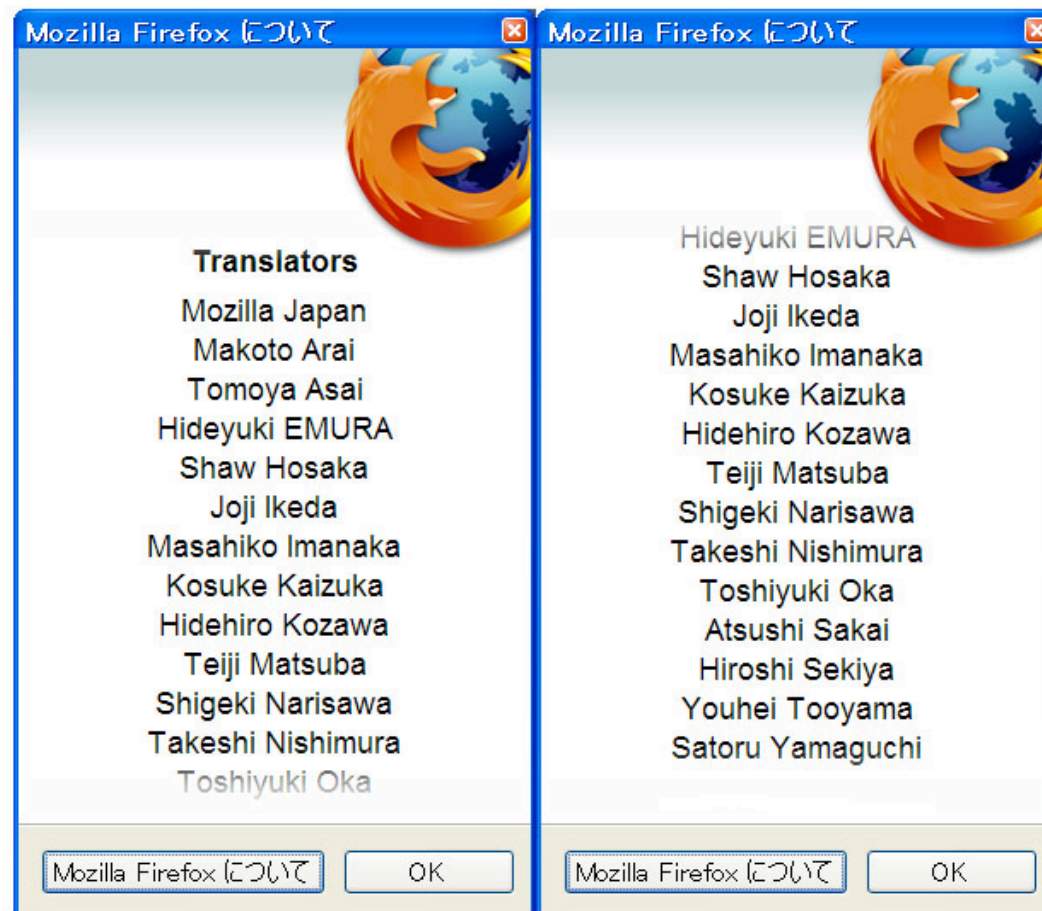 Mozilla Firefox について
Translators
Mozilla Japan
Makoto Arai
Tomoya Asai
Hideyuki EMURA
Shaw Hosaka
Joji Ikeda
Masahiko Imanaka
Kosuke Kaizuka
Hidehiro Kozawa
Teiji Matsuba
Shigeki Narisawa
Takeshi Nishimura
Toshiyuki Oka
Mozilla Firefox について
OK
Mozilla Firefox について
Hideyuki EMURA
Shaw Hosaka
Joji Ikeda
Masahiko Imanaka
Kosuke Kaizuka
Hidehiro Kozawa
Teiji Matsuba
Shigeki Narisawa
Takeshi Nishimura
Toshiyuki Oka
Atsushi Sakai
Hiroshi Sekiya
Youhei Tooyama
Satoru Yamaguchi
Mozilla Firefox について
OK